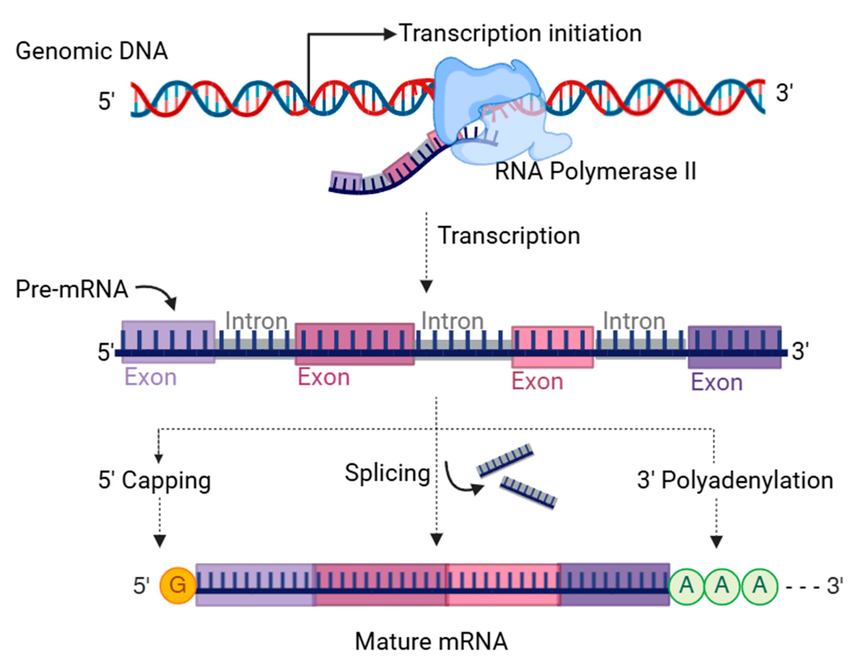 Transcription initiation
Genomic DNA
5' 3'
RNA Polymerase II
Transcription
Pre-mRNA
Intron Intron Intron
5' 3'
Exon Exon Exon Exon
5' Capping Splicing 3' Polyadenylation
5' G A A A --- 3'
Mature mRNA